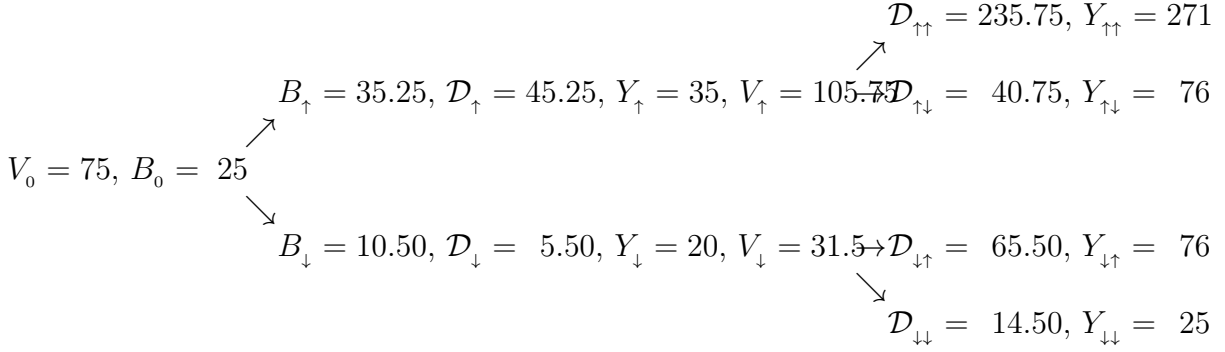 𝒟↑↑ = 235.75, Y↑↑ = 271
B↑ = 35.25, 𝒟↑ = 45.25, Y↑ = 35, V↑ = 105.75 → 𝒟↑↓ = 40.75, Y↑↓ = 76
V₀ = 75, B₀ = 25
B↓ = 10.50, 𝒟↓ = 5.50, Y↓ = 20, V↓ = 31.5 → 𝒟↓↑ = 65.50, Y↓↑ = 76
𝒟↓↓ = 14.50, Y↓↓ = 25